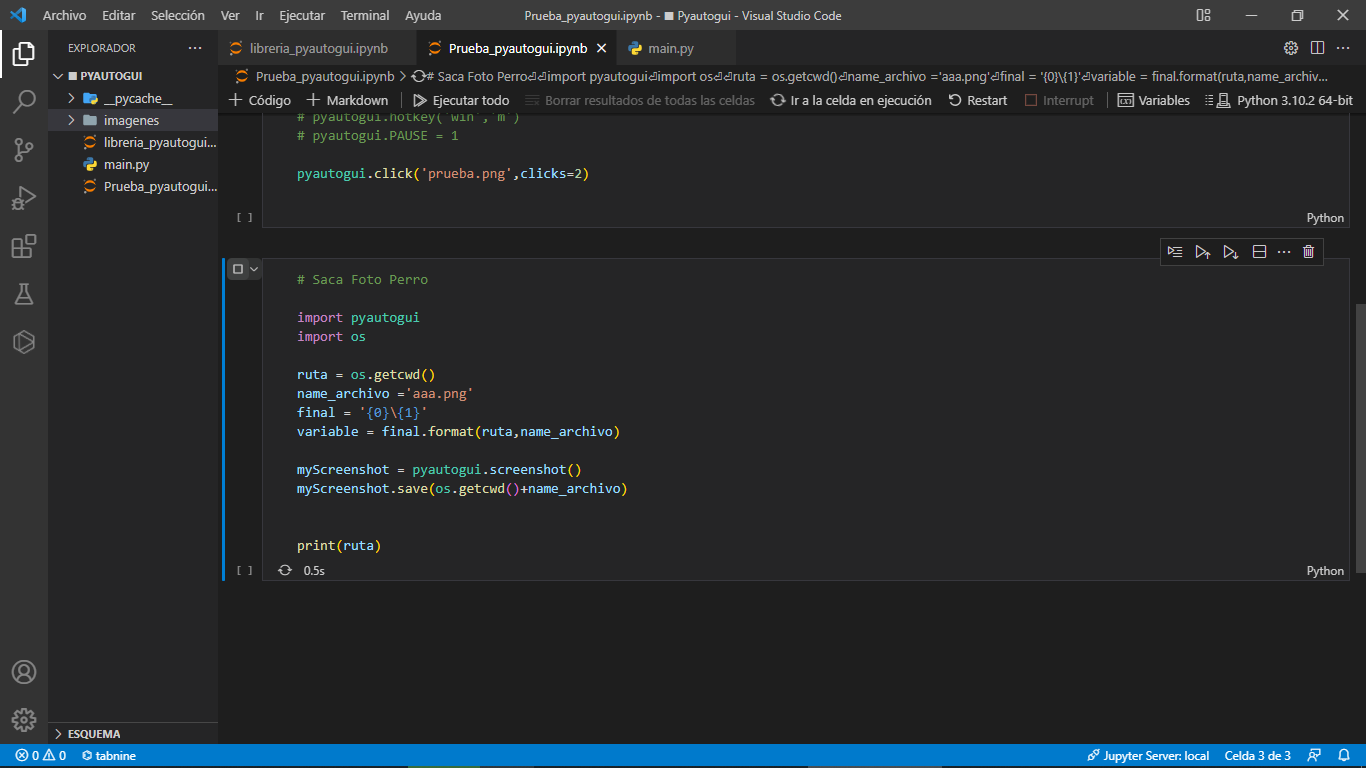 Archivo Editar Selección Ver Ir Ejecutar Terminal Ayuda Prueba_pyautogui.ipynb - ■ Pyautogui - Visual Studio Code
EXPLORADOR ··· libreria_pyautogui.ipynb Prueba_pyautogui.ipynb main.py
PYAUTOGUI
__pycache__
imagenes
libreria_pyautogui...
main.py
Prueba_pyautogui...
Prueba_pyautogui.ipynb > # Saca Foto Perro⏎⏎import pyautogui⏎import os⏎⏎ruta = os.getcwd()⏎name_archivo ='aaa.png'⏎final = '{0}\{1}'⏎variable = final.format(ruta,name_archiv...
+ Código + Markdown Ejecutar todo Borrar resultados de todas las celdas Ir a la celda en ejecución Restart Interrupt Variables Python 3.10.2 64-bit
# pyautogui.hotkey('win','m')
# pyautogui.PAUSE = 1
pyautogui.click('prueba.png',clicks=2)
[ ] Python
# Saca Foto Perro
import pyautogui
import os
ruta = os.getcwd()
name_archivo ='aaa.png'
final = '{0}\{1}'
variable = final.format(ruta,name_archivo)
myScreenshot = pyautogui.screenshot()
myScreenshot.save(os.getcwd()+name_archivo)
print(ruta)
[ ] 0.5s Python
ESQUEMA
0 0 tabnine Jupyter Server: local Celda 3 de 3